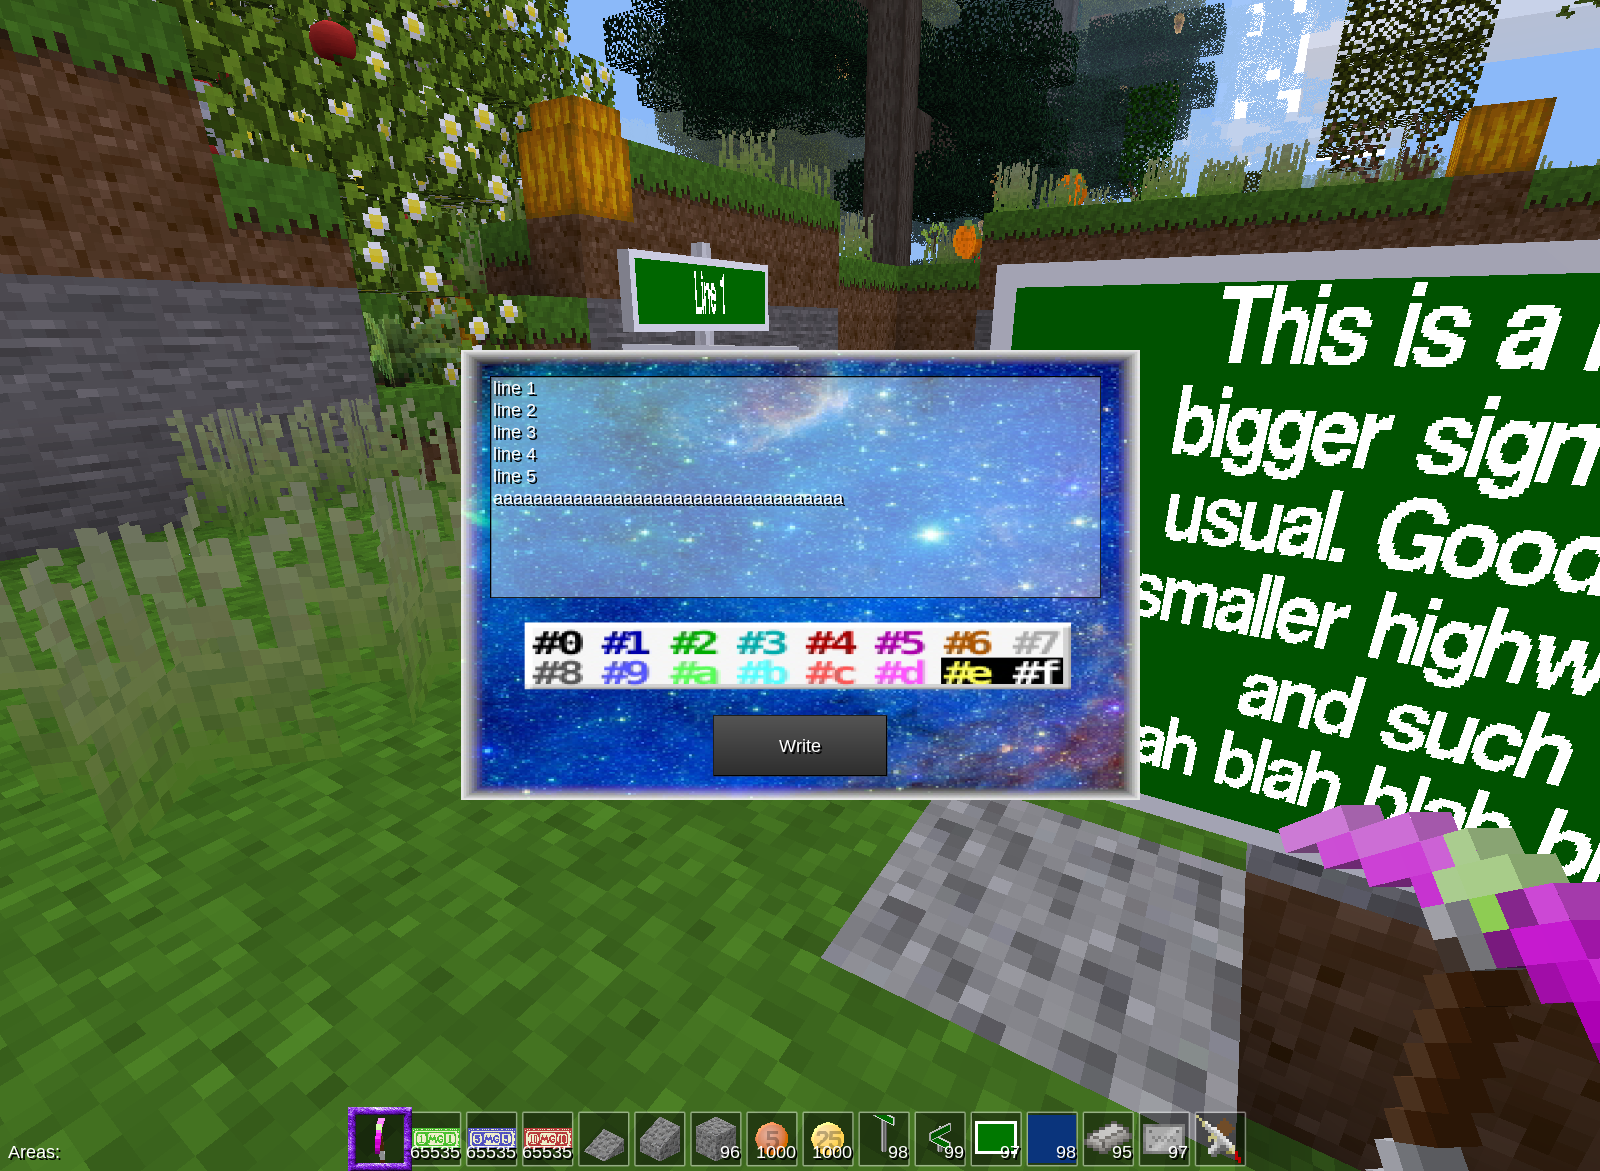 Line 1
This is a
bigger sign
usual. Good
smaller highw
and such
ah blah blah b
line 1
line 2
line 3
line 4
line 5
aaaaaaaaaaaaaaaaaaaaaaaaaaaaaaaaaaa
#0 #1 #2 #3 #4 #5 #6 #7
#8 #9 #a #b #c #d #e #f
Write
Areas:
65535 65535 65535 96 1000 1000 98 99 97 98 95 97